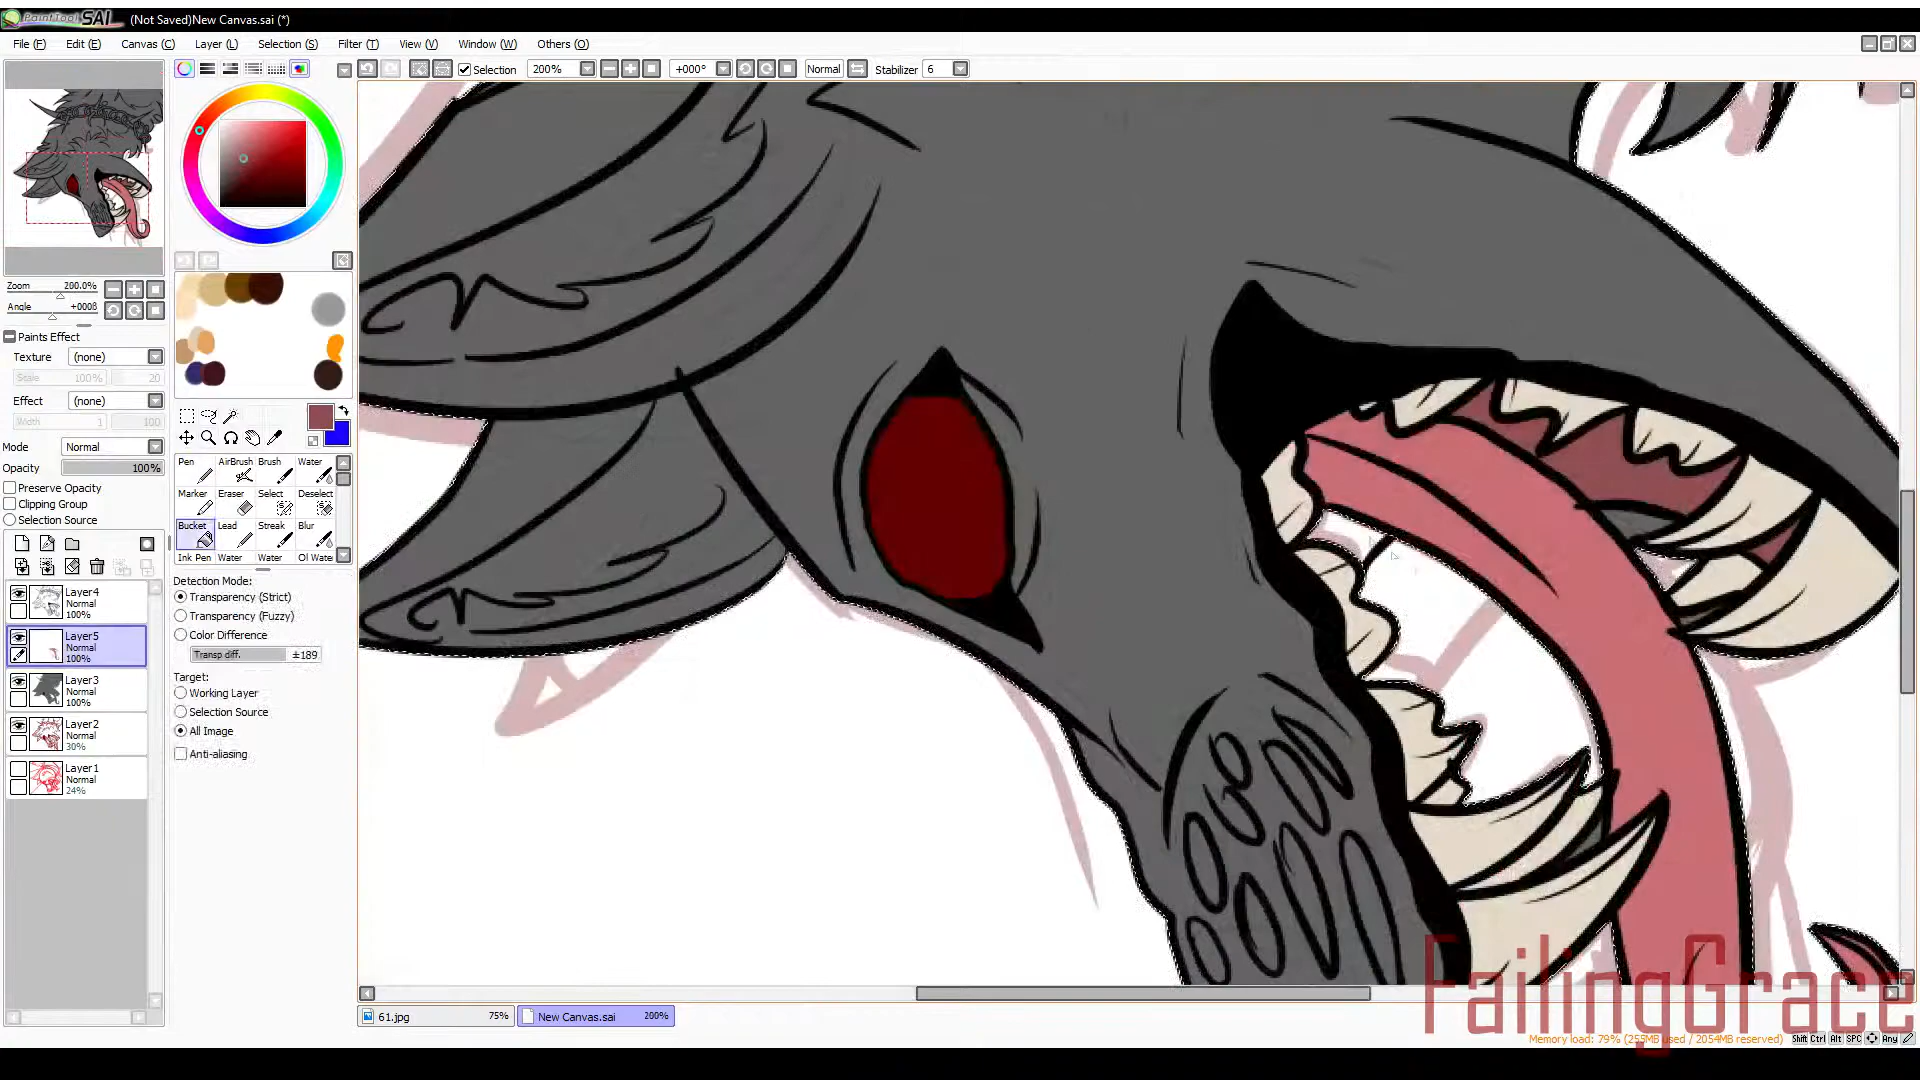 PaintTool SAI (Not Saved)New Canvas.sai (*)
File (F) Edit (E) Canvas (C) Layer (L) Selection (S) Filter (T) View (V) Window (W) Others (O)
Selection 200% +000° Normal Stabilizer 6
Zoom 200.0%
Angle +000ß
Paints Effect
Texture (none)
Scale 100% 20
Effect (none)
Width 1 100
Mode Normal
Opacity 100%
Preserve Opacity
Clipping Group
Selection Source
Layer4
Normal
100%
Layer5
Normal
100%
Layer3
Normal
100%
Layer2
Normal
30%
Layer1
Normal
24%
Pen AirBrush Brush Water
Marker Eraser Select Deselect
Bucket Lead Streak Blur
Ink Pen Water Water Oil Wate
Detection Mode:
Transparency (Strict)
Transparency (Fuzzy)
Color Difference
Transp diff. ±189
Target:
Working Layer
Selection Source
All Image
Anti-aliasing
61.jpg 75% New Canvas.sai 200%
FailingGrace
Memory load: 79% (255MB used / 2054MB reserved) Shift Ctrl Alt SPC Any